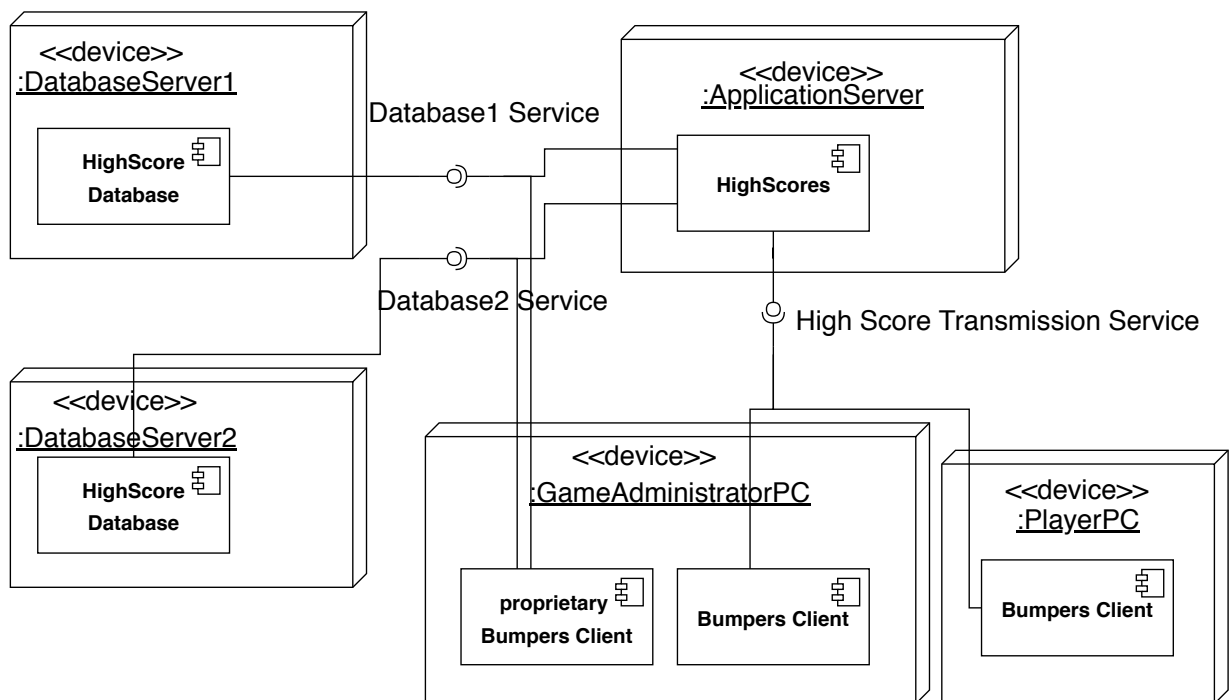 <<device>>
:DatabaseServer1
HighScore
Database
Database1 Service
<<device>>
:ApplicationServer
HighScores
Database2 Service
High Score Transmission Service
<<device>>
:DatabaseServer2
HighScore
Database
<<device>>
:GameAdministratorPC
proprietary
Bumpers Client
Bumpers Client
<<device>>
:PlayerPC
Bumpers Client